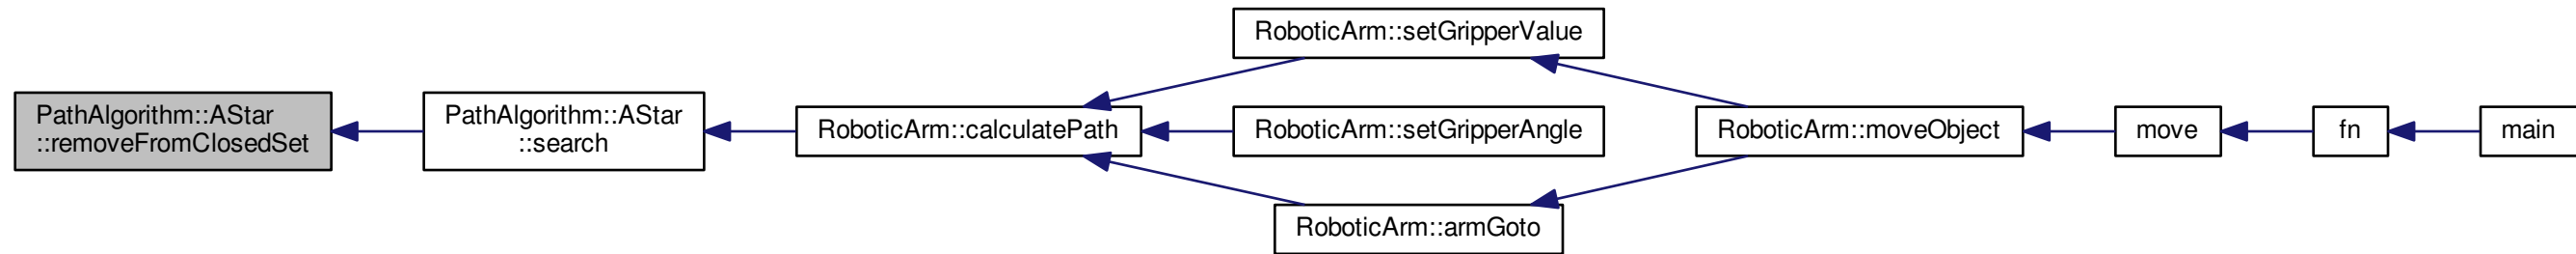 PathAlgorithm::AStar
::removeFromClosedSet
PathAlgorithm::AStar
::search
RoboticArm::calculatePath
RoboticArm::setGripperValue
RoboticArm::setGripperAngle
RoboticArm::armGoto
RoboticArm::moveObject
move
fn
main